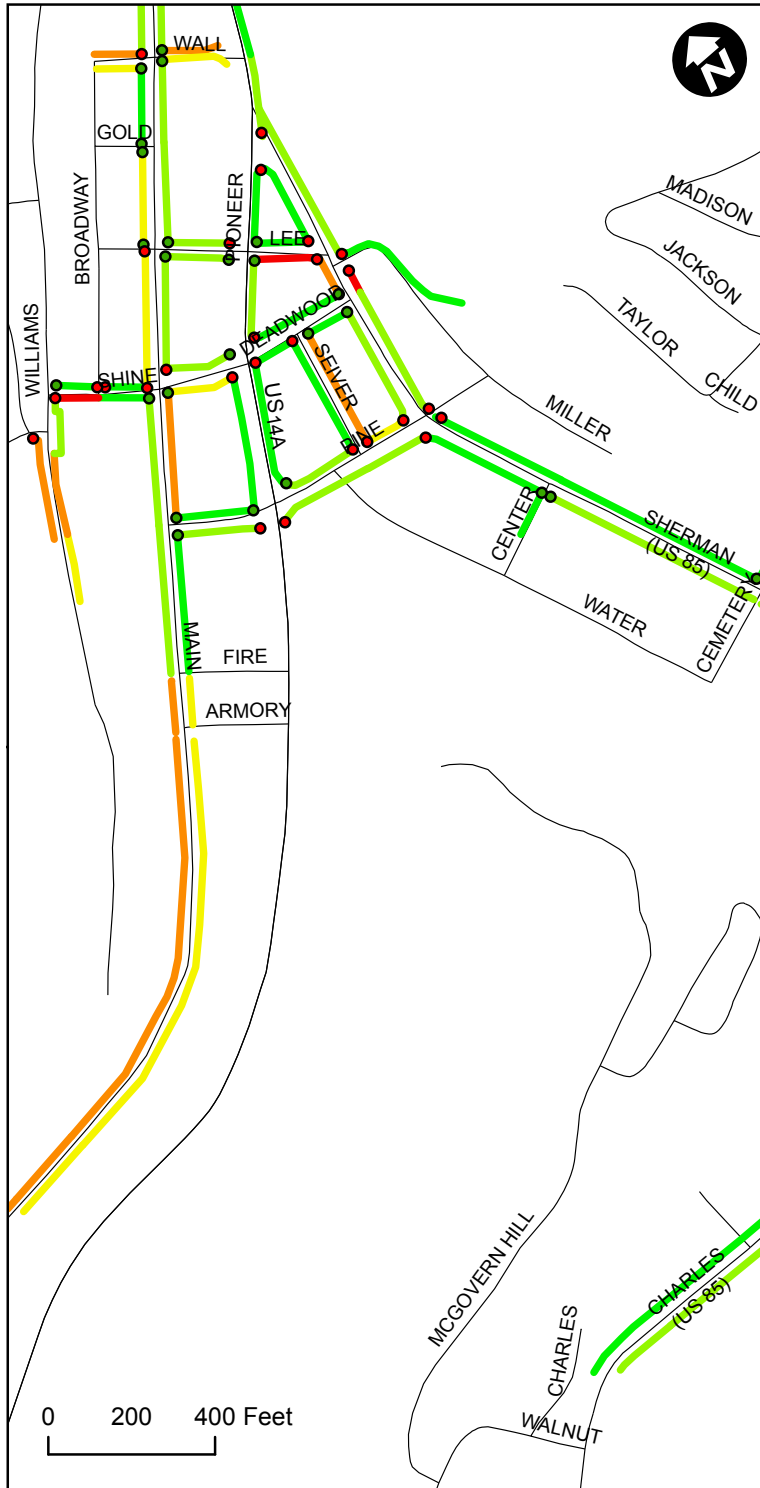 WALL
N
GOLD
MADISON
BROADWAY
PIONEER
LEE
JACKSON
DEADWOOD
TAYLOR
WILLIAMS
SHINE
SEIVER
CHILD
US 14A
PINE
MILLER
CENTER
SHERMAN
(US 85)
WATER
CEMETERY
MAIN
FIRE
ARMORY
MCGOVERN HILL
CHARLES
(US 85)
CHARLES
WALNUT
0 200 400 Feet